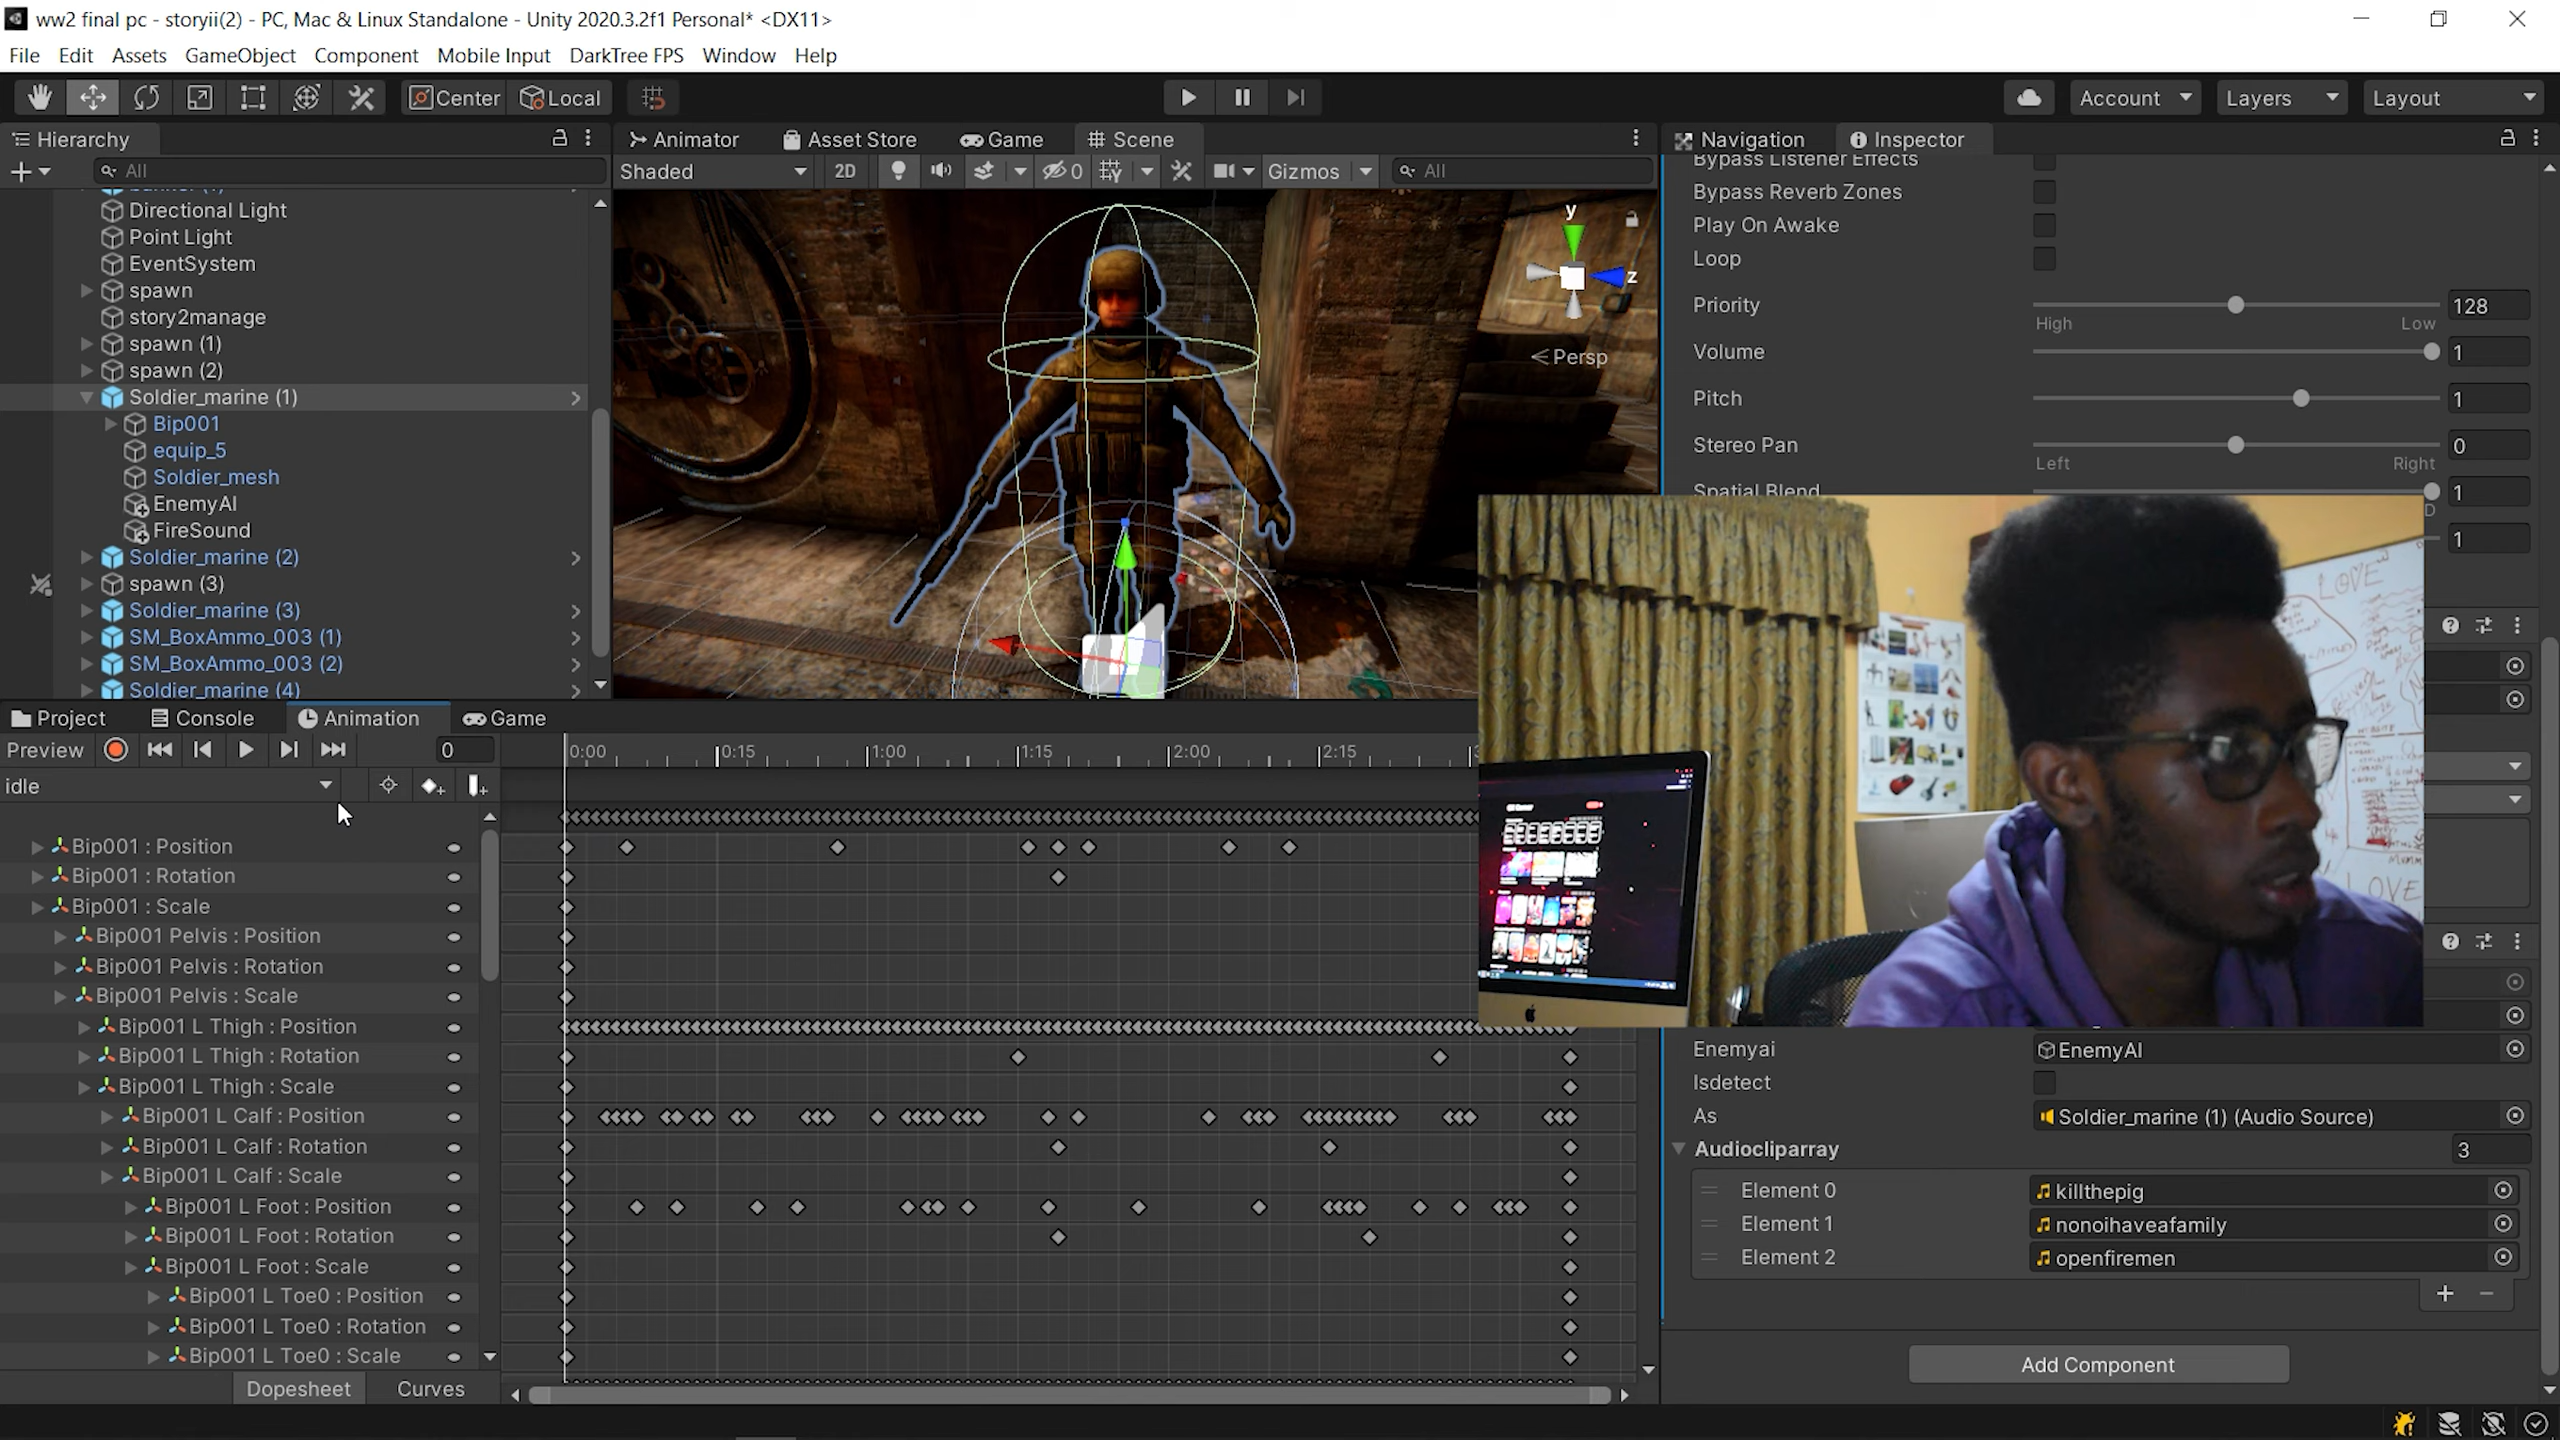 ww2 final pc - storyii(2) - PC, Mac & Linux Standalone - Unity 2020.3.2f1 Personal* <DX11>
File Edit Assets GameObject Component Mobile Input DarkTree FPS Window Help
Center Local Account Layers Layout
Hierarchy
All
Directional Light
Point Light
EventSystem
spawn
story2manage
spawn (1)
spawn (2)
Soldier_marine (1)
Bip001
equip_5
Soldier_mesh
EnemyAI
FireSound
Soldier_marine (2)
spawn (3)
Soldier_marine (3)
SM_BoxAmmo_003 (1)
SM_BoxAmmo_003 (2)
Soldier_marine (4)
Animator Asset Store Game Scene
Shaded 2D 0 Gizmos All
y
z
Persp
Navigation Inspector
Bypass Listener Effects
Bypass Reverb Zones
Play On Awake
Loop
Priority 128
High Low
Volume 1
Pitch 1
Stereo Pan 0
Left Right
Spatial Blend 1
D
1
LOVE
LOVE
Enemyai EnemyAI
Isdetect
As Soldier_marine (1) (Audio Source)
Audiocliparray 3
Element 0 killthepig
Element 1 nonoihaveafamily
Element 2 openfiremen
+ −
Add Component
Project Console Animation Game
Preview 0
0:00 0:15 1:00 1:15 2:00 2:15
idle
Bip001 : Position
Bip001 : Rotation
Bip001 : Scale
Bip001 Pelvis : Position
Bip001 Pelvis : Rotation
Bip001 Pelvis : Scale
Bip001 L Thigh : Position
Bip001 L Thigh : Rotation
Bip001 L Thigh : Scale
Bip001 L Calf : Position
Bip001 L Calf : Rotation
Bip001 L Calf : Scale
Bip001 L Foot : Position
Bip001 L Foot : Rotation
Bip001 L Foot : Scale
Bip001 L Toe0 : Position
Bip001 L Toe0 : Rotation
Bip001 L Toe0 : Scale
Dopesheet Curves